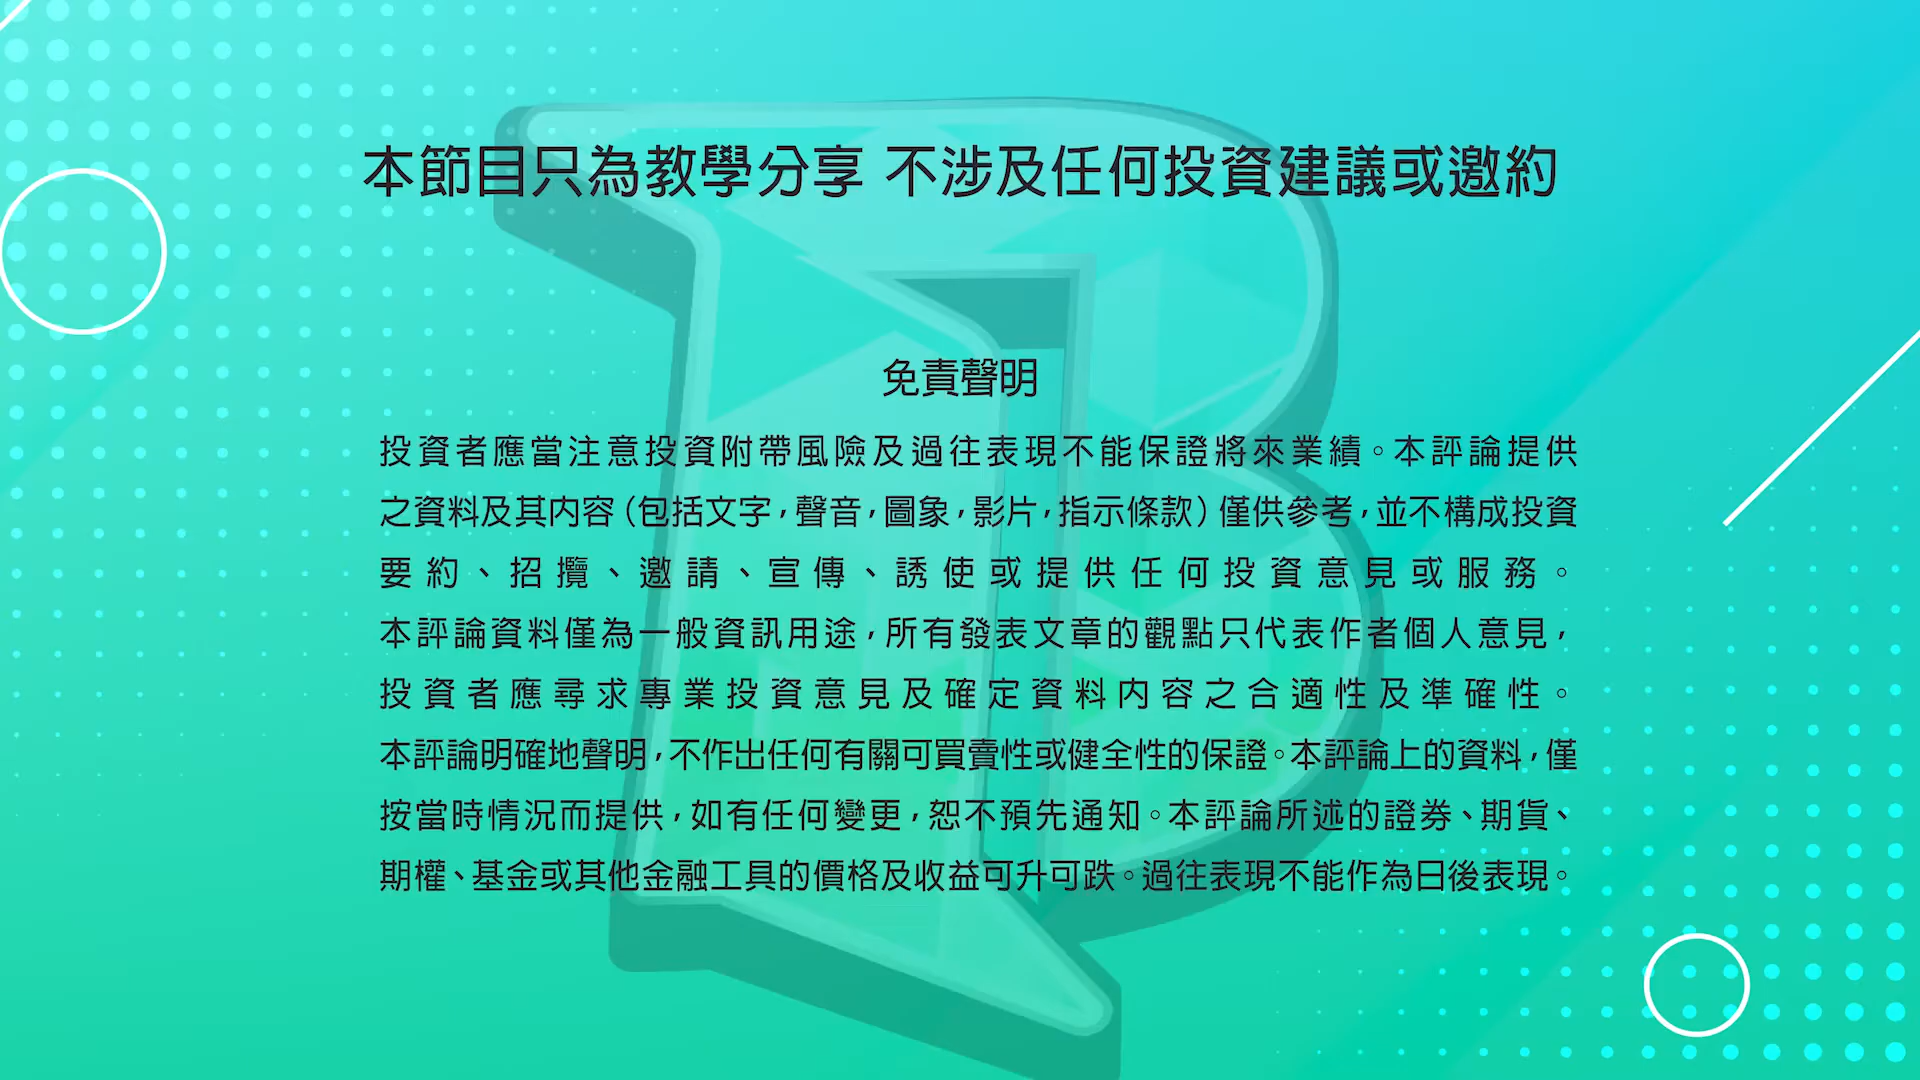 本節目只為教學分享 不涉及任何投資建議或邀約
免責聲明
投資者應當注意投資附帶風險及過往表現不能保證將來業績。本評論提供
之資料及其內容（包括文字，聲音，圖象，影片，指示條款）僅供參考，並不構成投資
要約、招攬、邀請、宣傳、誘使或提供任何投資意見或服務。
本評論資料僅為一般資訊用途，所有發表文章的觀點只代表作者個人意見，
投資者應尋求專業投資意見及確定資料內容之合適性及準確性。
本評論明確地聲明，不作出任何有關可買賣性或健全性的保證。本評論上的資料，僅
按當時情況而提供，如有任何變更，恕不預先通知。本評論所述的證券、期貨、
期權、基金或其他金融工具的價格及收益可升可跌。過往表現不能作為日後表現。